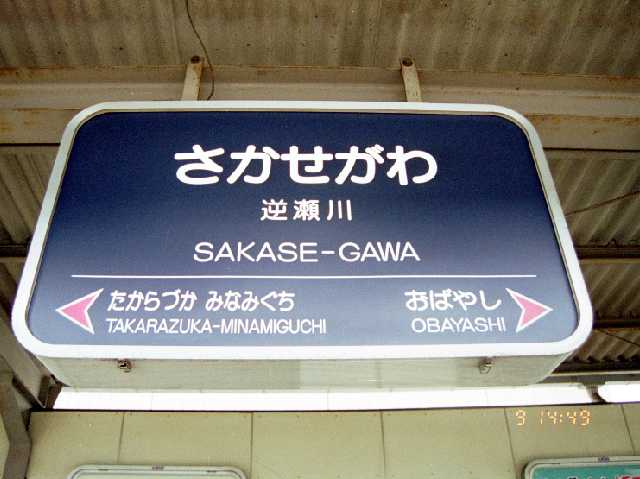 さかせがわ
逆瀬川
SAKASE-GAWA
たからづか みなみぐち
TAKARAZUKA-MINAMIGUCHI
おばやし
OBAYASHI
9 14:49